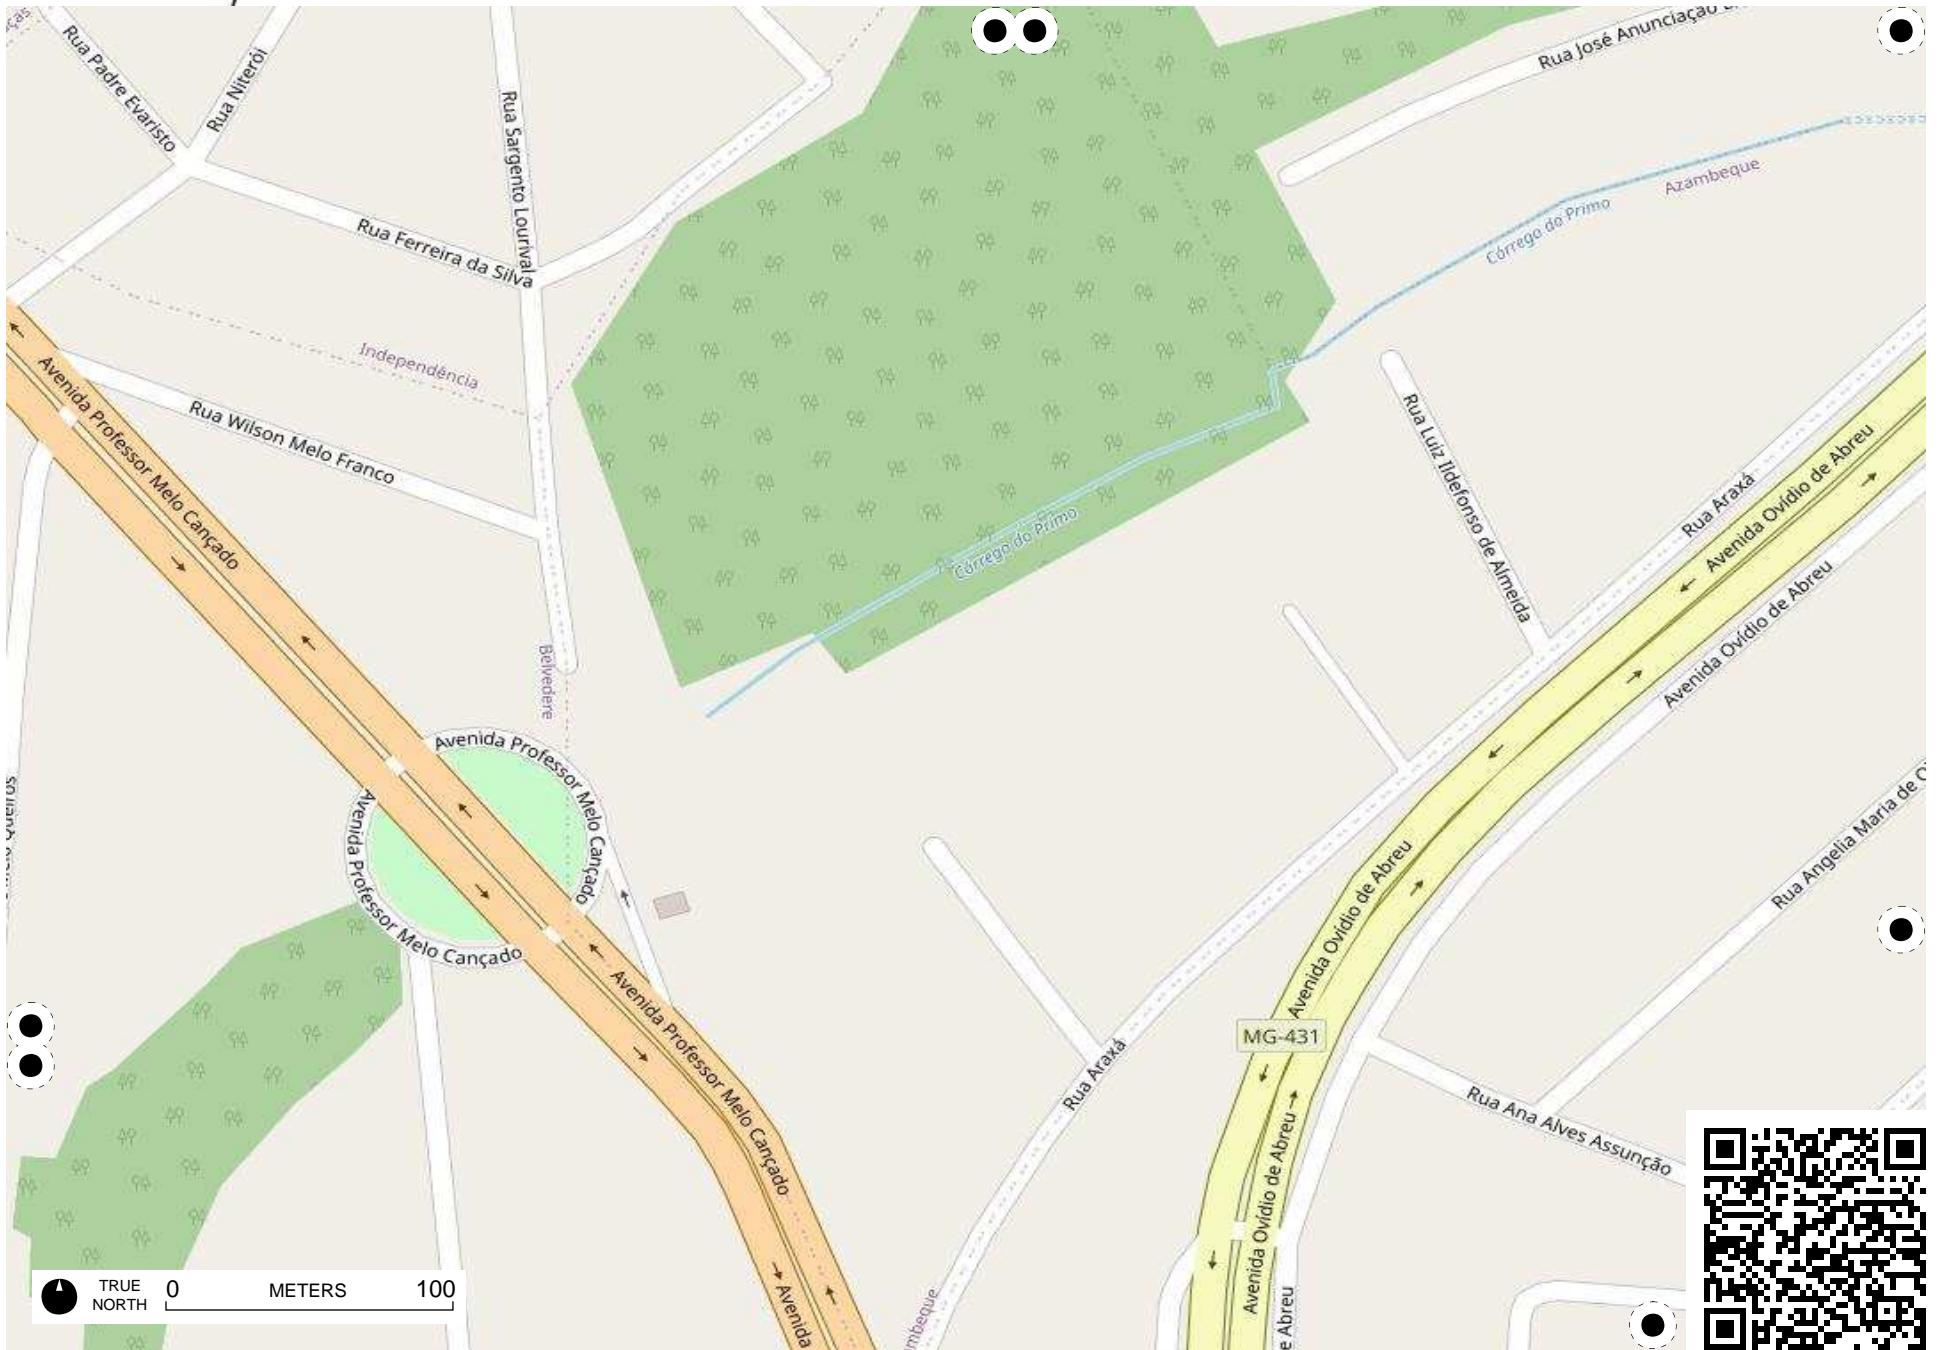 Rua Padre Evaristo
Rua Niterói
Rua Sargento Lourival
Rua José Anunciação
Azambeque
Córrego do Primo
Rua Ferreira da Silva
Independência
Avenida Professor Melo Cançado
Rua Wilson Melo Franco
Rua Luiz Ildefonso de Almeida
Rua Araxá
Avenida Ovídio de Abreu
Córrego do Primo
Avenida Ovídio de Abreu
Belvedere
Avenida Professor Melo Cançado
Avenida Professor Melo Cançado
Rua Angelia Maria de
Avenida Ovídio de Abreu
Avenida Professor Melo Cançado
MG-431
Rua Araxá
Rua Ana Alves Assunção
Avenida Ovídio de Abreu
Avenida
e Abreu
mbeque
TRUE
NORTH
0 METERS 100